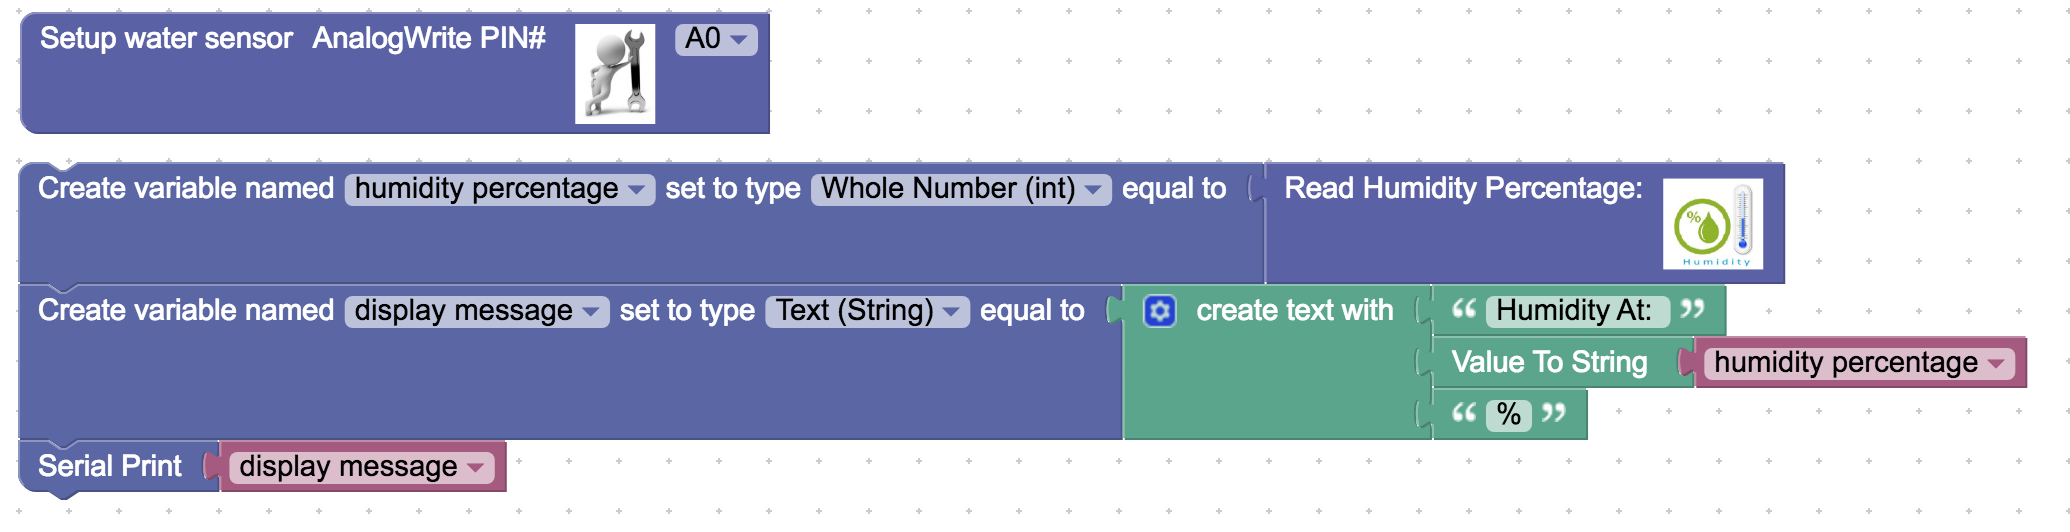 Setup water sensor AnalogWrite PIN# A0
Create variable named humidity percentage set to type Whole Number (int) equal to Read Humidity Percentage:
%
Humidity
Create variable named display message set to type Text (String) equal to create text with “ Humidity At: ”
Value To String humidity percentage
“ % ”
Serial Print display message